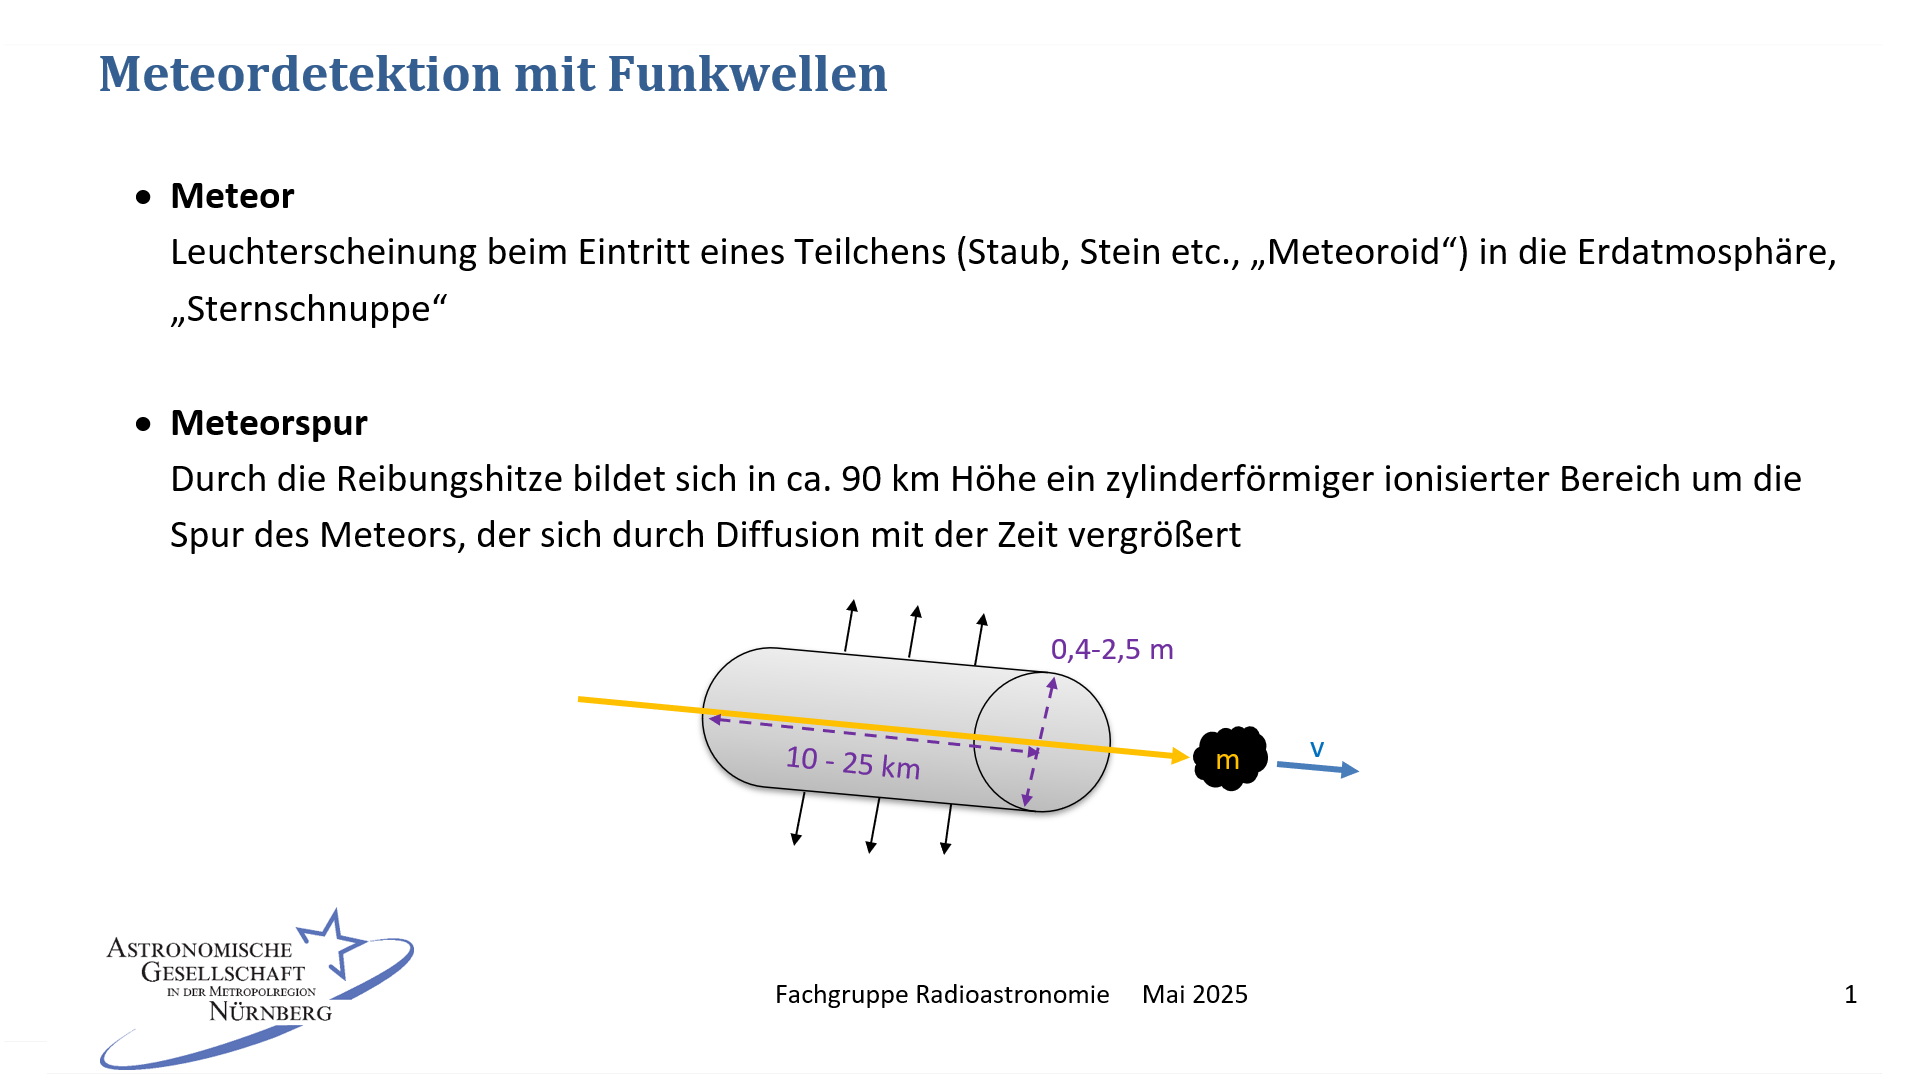 Meteordetektion mit Funkwellen
• Meteor
Leuchterscheinung beim Eintritt eines Teilchens (Staub, Stein etc., „Meteoroid“) in die Erdatmosphäre,
„Sternschnuppe“
• Meteorspur
Durch die Reibungshitze bildet sich in ca. 90 km Höhe ein zylinderförmiger ionisierter Bereich um die
Spur des Meteors, der sich durch Diffusion mit der Zeit vergrößert
0,4-2,5 m
10 - 25 km
m
v
ASTRONOMISCHE
GESELLSCHAFT
IN DER METROPOLREGION
NÜRNBERG
Fachgruppe Radioastronomie Mai 2025
1